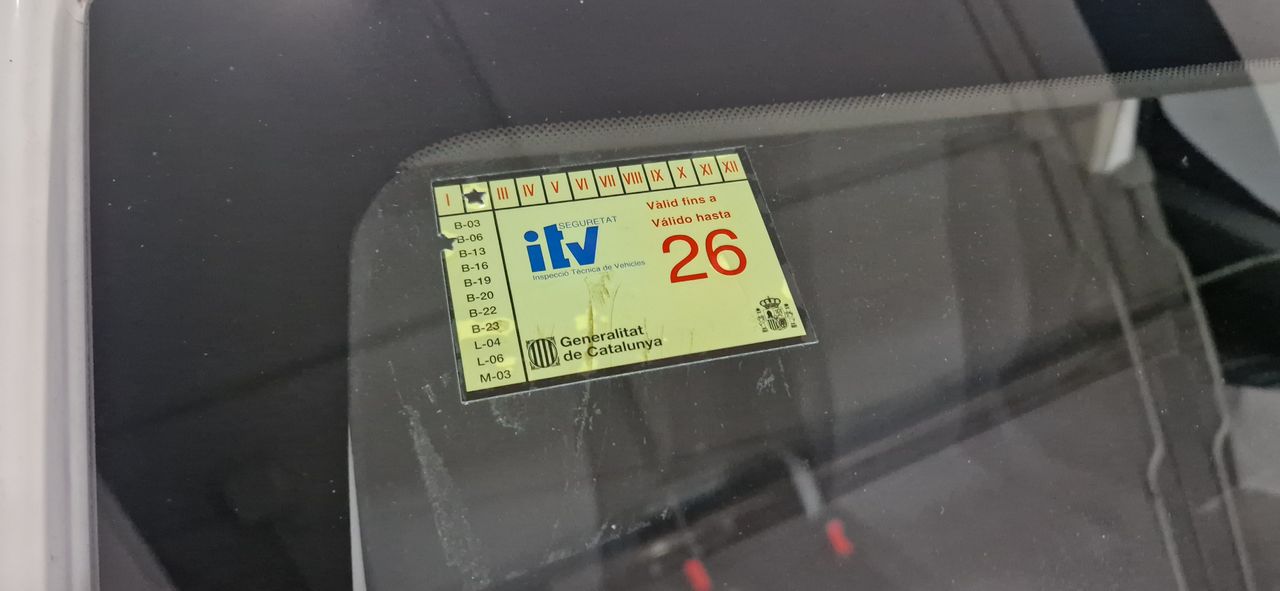 I III IV V VI VII VIII IX X XI XII
B-03
B-06
B-13
B-16
B-19
B-20
B-22
B-23
L-04
L-06
M-03
SEGURETAT
itv
Inspecció Tècnica de Vehicles
Vàlid fins a
Válido hasta
26
Generalitat
de Catalunya